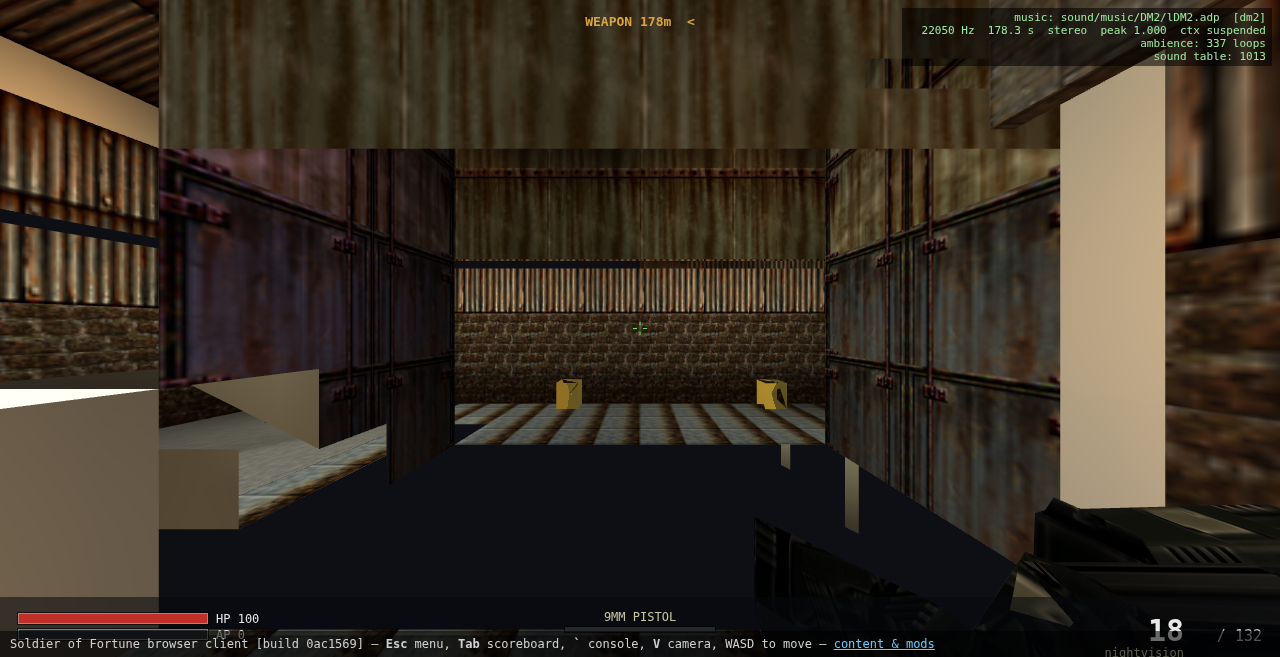 WEAPON 178m <
music: sound/music/DM2/lDM2.adp [dm2]
22050 Hz 178.3 s stereo peak 1.000 ctx suspended
ambience: 337 loops
sound table: 1013
HP 100
AP 0
9MM PISTOL
18 / 132
nightvision
Soldier of Fortune browser client [build 0ac1569] — Esc menu, Tab scoreboard, ` console, V camera, WASD to move — content & mods